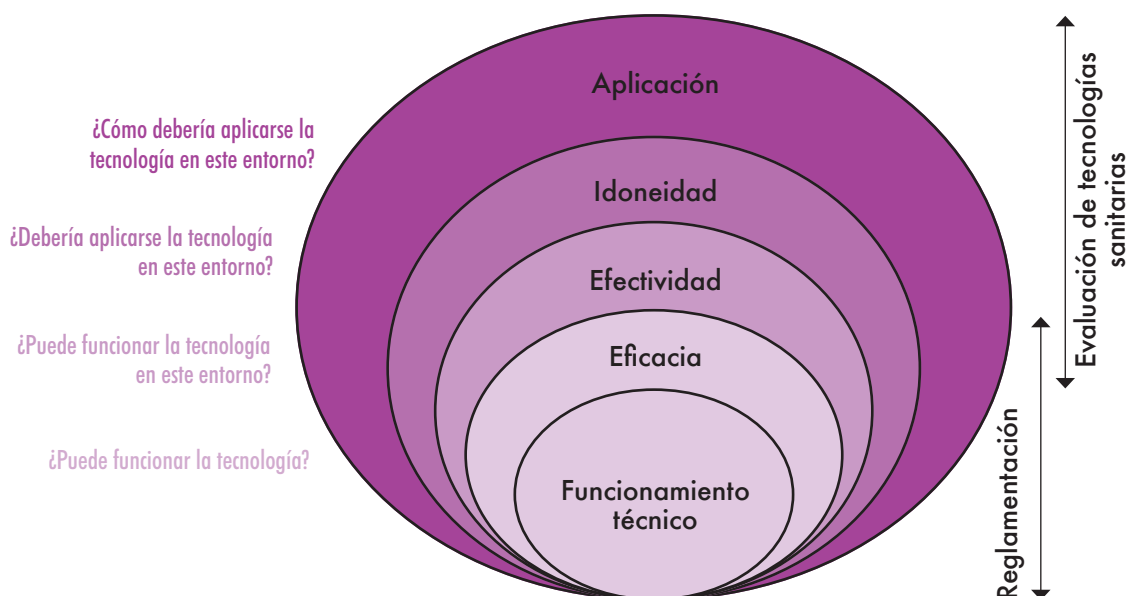 Aplicación
¿Cómo debería aplicarse la
tecnología en este entorno?
Idoneidad
¿Debería aplicarse la tecnología
en este entorno?
Efectividad
¿Puede funcionar la tecnología
en este entorno?
Eficacia
¿Puede funcionar la tecnología?
Funcionamiento
técnico
Evaluación de tecnologías
sanitarias
Reglamentación